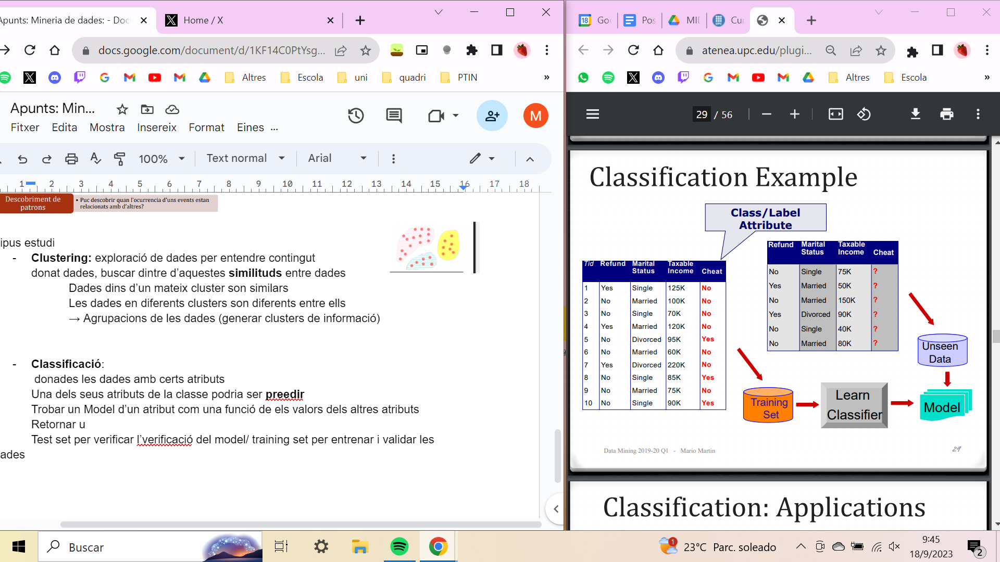 Apunts: Mineria de dades: - Doc
Home / X
docs.google.com/document/d/1KF14C0PtYsg...
Altres
Escola
uni
quadri
PTIN
»
Apunts: Min...
M
Fitxer Edita Mostra Insereix Format Eines ...
100% Text normal Arial
1 2 3 4 5 6 7 8 9 10 11 12 13 14 15 16 17 18
Descobriment de patrons
• Puc descobrir quan l'ocurrencia d'uns events estan
relacionats amb d'altres?
ipus estudi
- Clustering: exploració de dades per entendre contingut
donat dades, buscar dintre d'aquestes similituds entre dades
Dades dins d'un mateix cluster son similars
Les dades en diferents clusters son diferents entre ells
→ Agrupacions de les dades (generar clusters de informació)
- Classificació:
donades les dades amb certs atributs
Una dels seus atributs de la classe podria ser preedir
Trobar un Model d'un atribut com una funció de els valors dels altres atributs
Retornar u
Test set per verificar l'verificació del model/ training set per entrenar i validar les
ades
18 Goo Pos MII Cur
atenea.upc.edu/plugi...
Altres
Escola
»
29 / 56
Classification Example
Class/Label
Attribute
Tid Refund Marital Status Taxable Income Cheat
1 Yes Single 125K No
2 No Married 100K No
3 No Single 70K No
4 Yes Married 120K No
5 No Divorced 95K Yes
6 No Married 60K No
7 Yes Divorced 220K No
8 No Single 85K Yes
9 No Married 75K No
10 No Single 90K Yes
Refund Marital Status Taxable Income Cheat
No Single 75K ?
Yes Married 50K ?
No Married 150K ?
Yes Divorced 90K ?
No Single 40K ?
No Married 80K ?
Unseen
Data
Training
Set
Learn
Classifier
Model
Data Mining 2019-20 Q1 - Mario Martin
29
Classification: Applications
Buscar
1
23°C Parc. soleado
9:45
18/9/2023
2